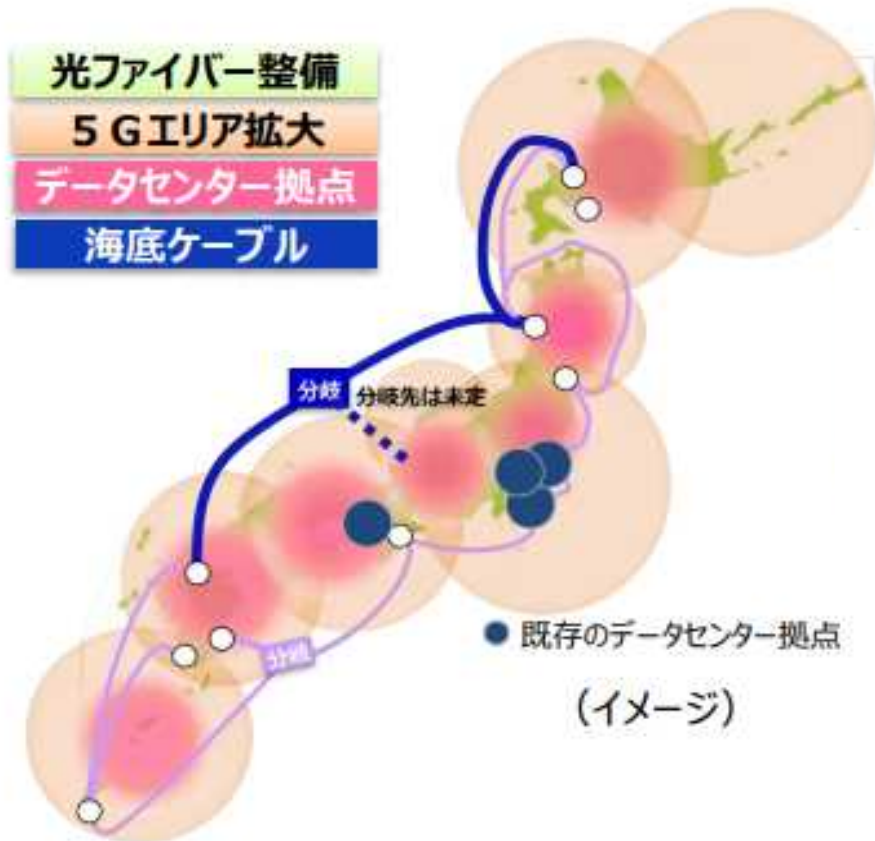 光ファイバー整備
５Ｇエリア拡大
データセンター拠点
海底ケーブル
分岐
分岐先は未定
分岐
既存のデータセンター拠点
（イメージ）